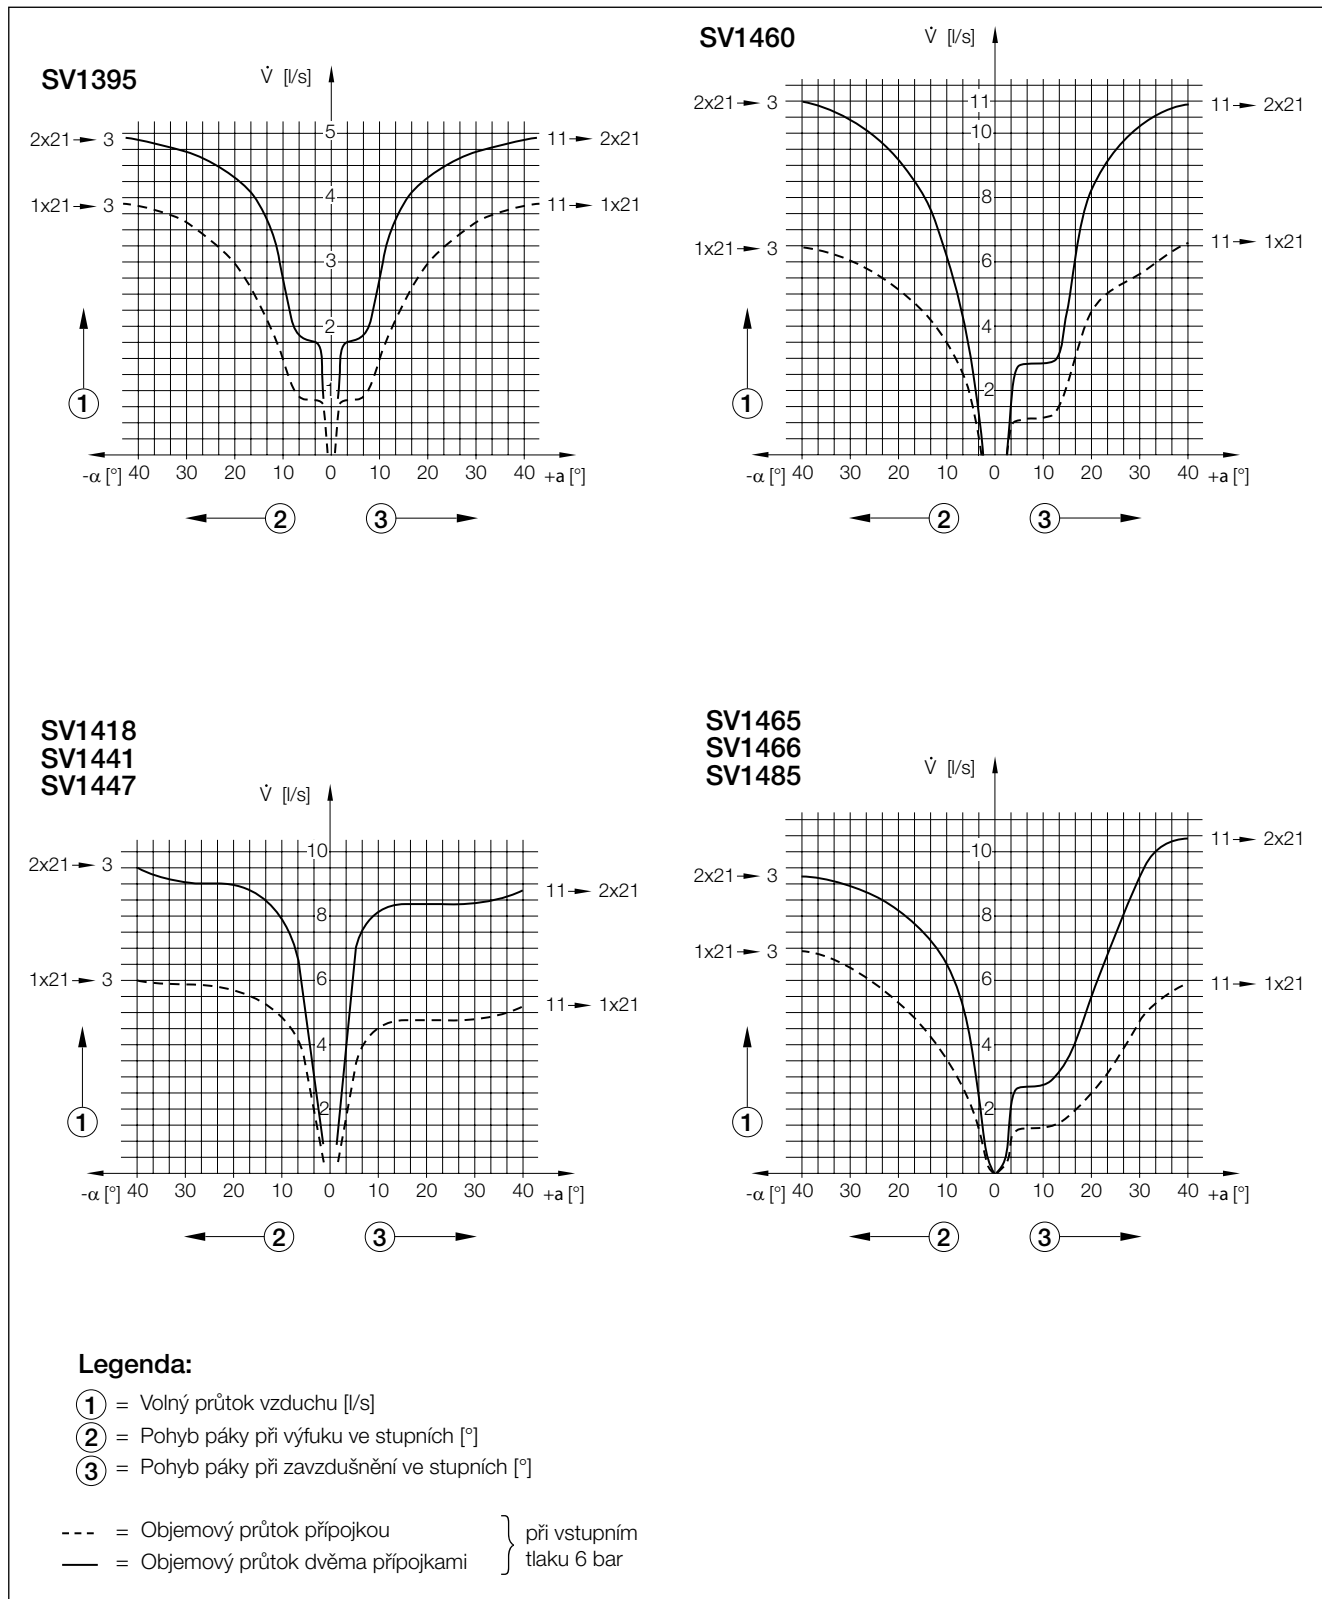 SV1395
V̇ [l/s]
2x21 → 3
1x21 → 3
11 → 2x21
11 → 1x21
5
4
3
2
1
1
-α [°] 40 30 20 10 0 10 20 30 40 +a [°]
2 3
SV1460
V̇ [l/s]
2x21 → 3
1x21 → 3
11 → 2x21
11 → 1x21
11
10
8
6
4
2
1
-α [°] 40 30 20 10 0 10 20 30 40 +a [°]
2 3
SV1418
SV1441
SV1447
V̇ [l/s]
2x21 → 3
1x21 → 3
11 → 2x21
11 → 1x21
10
8
6
4
2
1
-α [°] 40 30 20 10 0 10 20 30 40 +a [°]
2 3
SV1465
SV1466
SV1485
V̇ [l/s]
2x21 → 3
1x21 → 3
11 → 2x21
11 → 1x21
10
8
6
4
2
1
-α [°] 40 30 20 10 0 10 20 30 40 +a [°]
2 3
Legenda:
1 = Volný průtok vzduchu [l/s]
2 = Pohyb páky při výfuku ve stupních [°]
3 = Pohyb páky při zavzdušnění ve stupních [°]
= Objemový průtok přípojkou
= Objemový průtok dvěma přípojkami
při vstupním
tlaku 6 bar